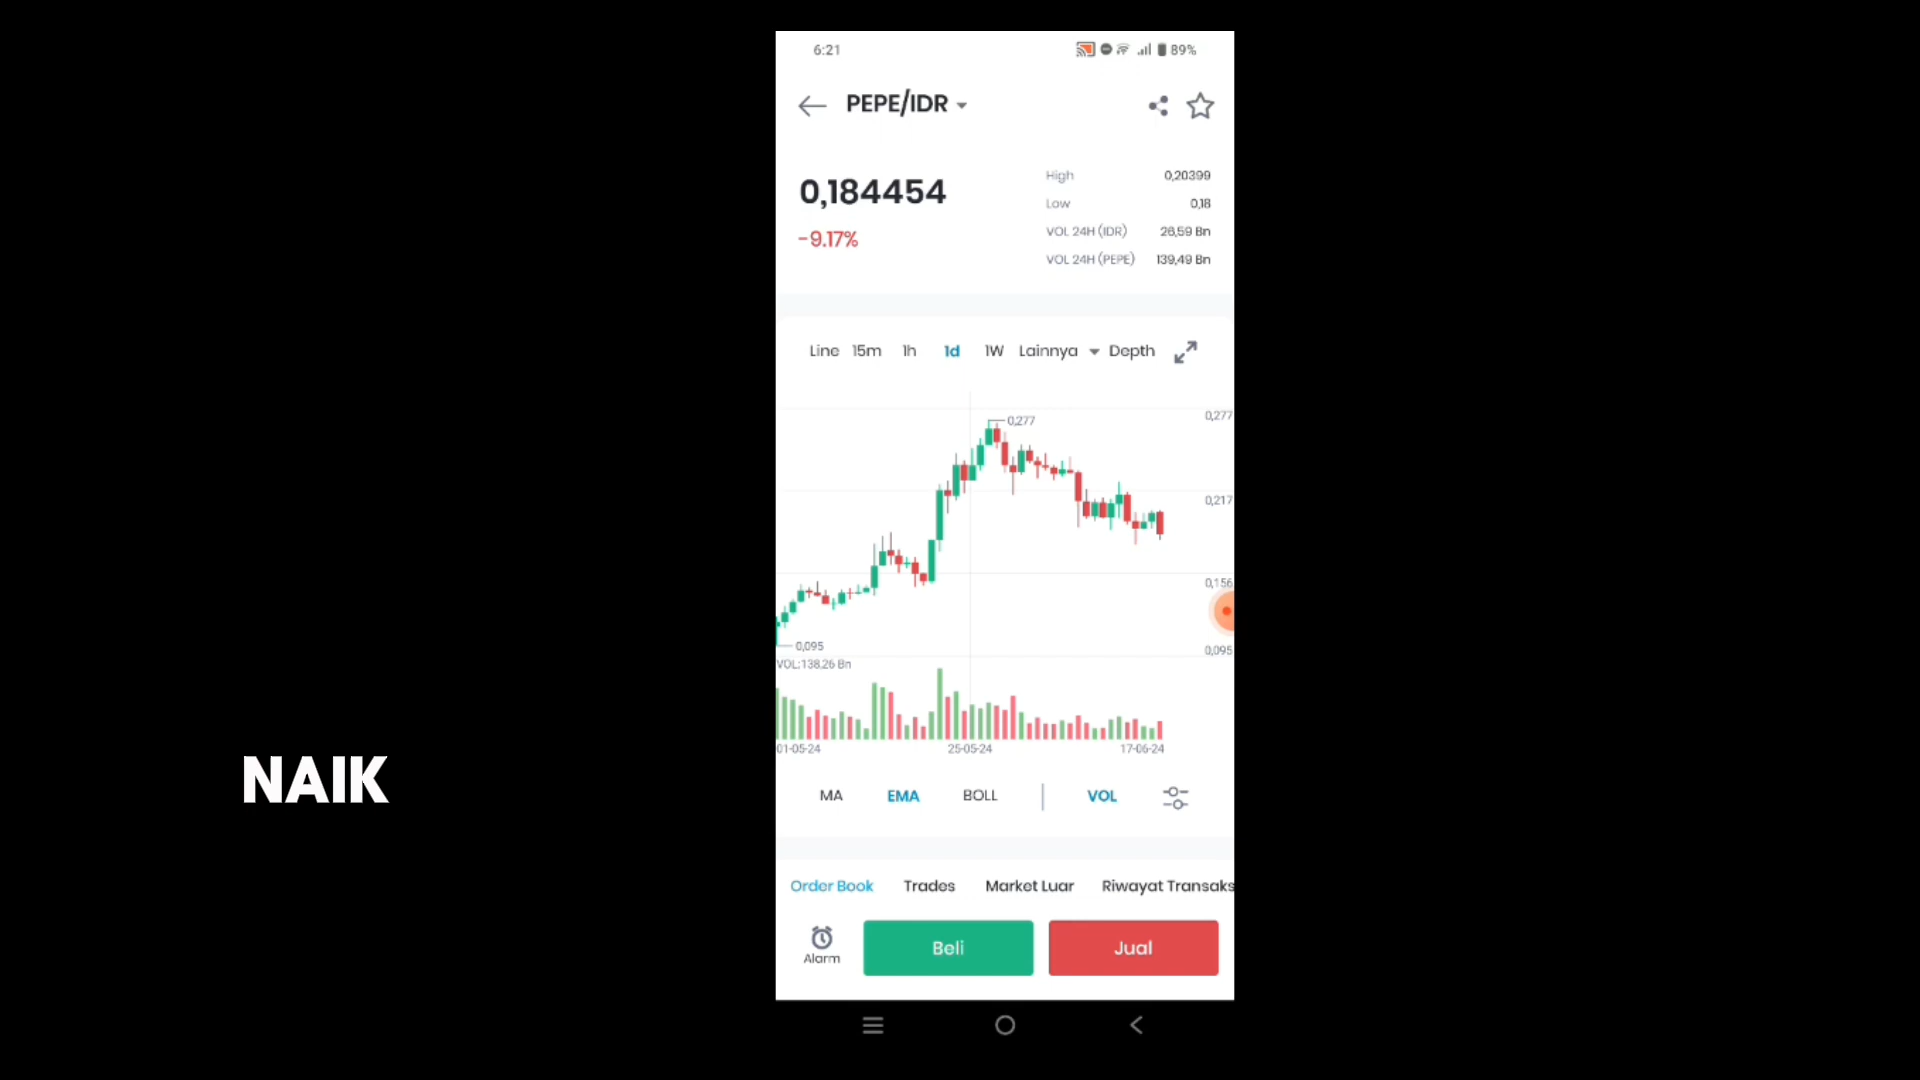 6:21
89%
PEPE/IDR
0,184454
-9.17%
High 0,20399
Low 0,18
VOL 24H (IDR) 26,59 Bn
VOL 24H (PEPE) 139,49 Bn
Line 15m 1h 1d 1W Lainnya Depth
0,277
0,277
0,217
0,156
0,095
0,095
VOL:138.26 Bn
01-05-24 25-05-24 17-06-24
NAIK
MA EMA BOLL VOL
Order Book Trades Market Luar Riwayat Transaks
Alarm
Beli
Jual